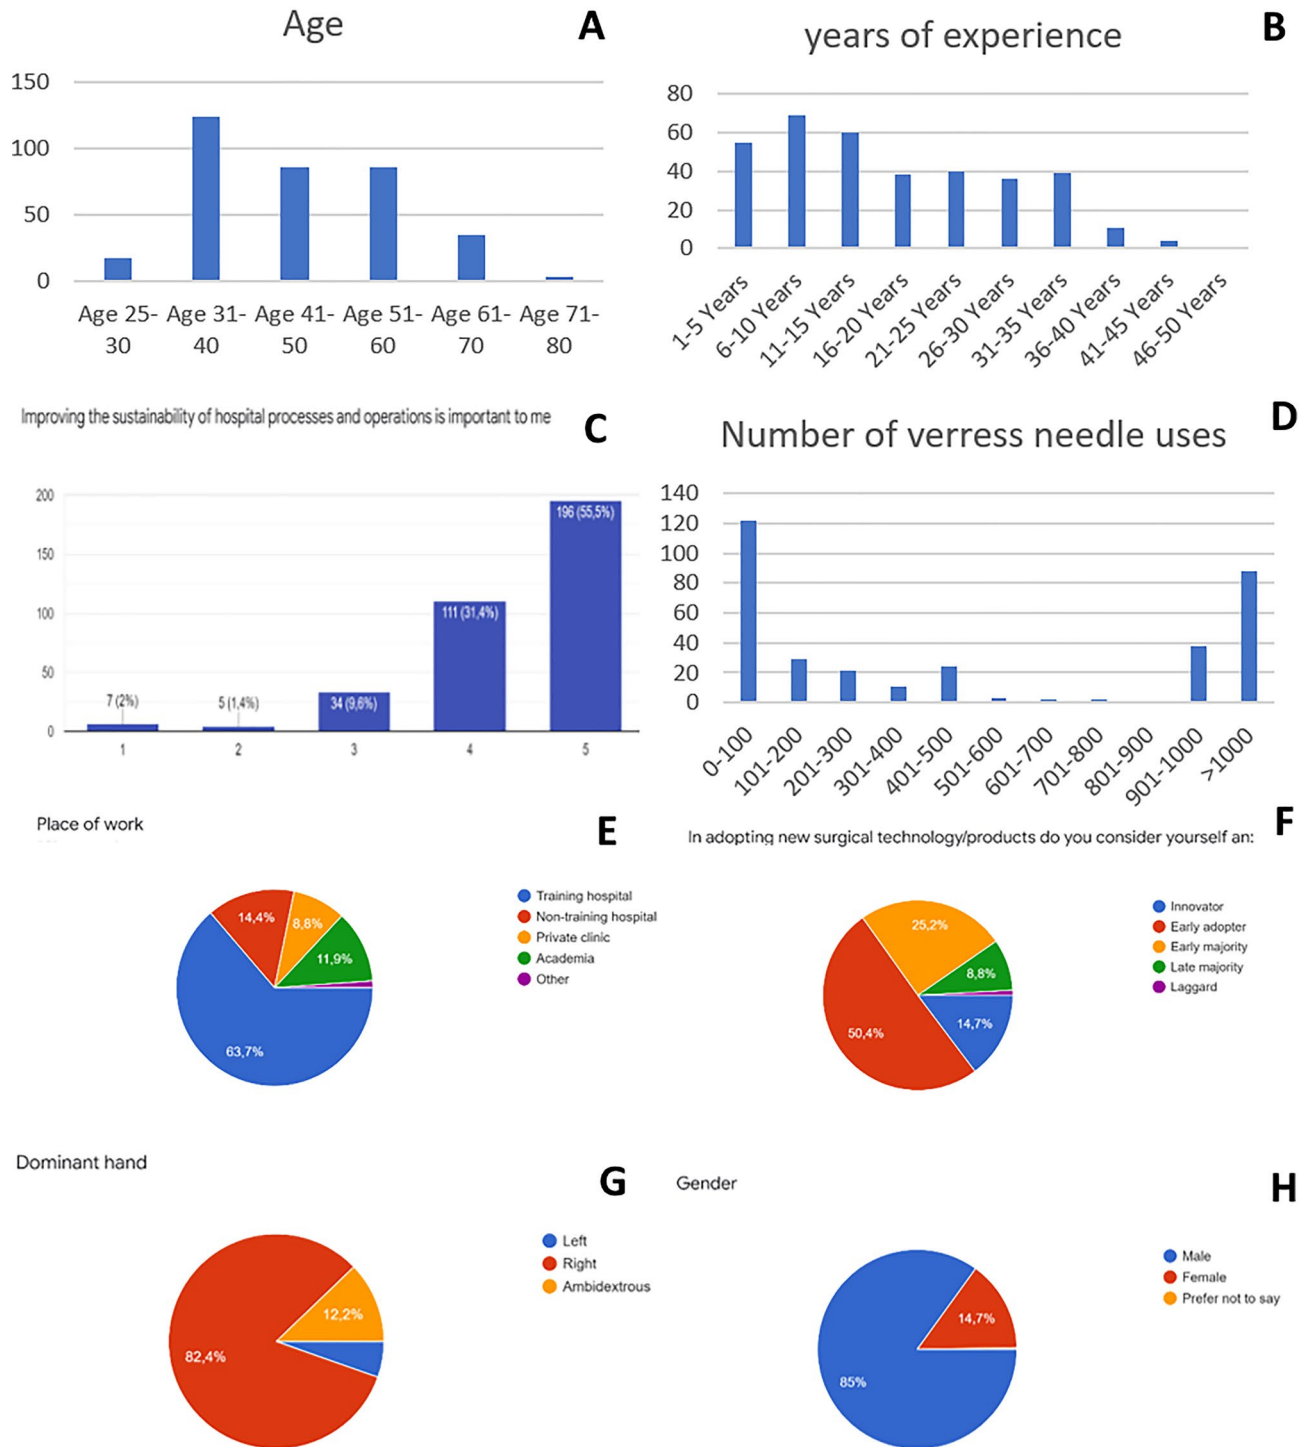 Age
A
150
100
50
0
Age 25-
30
Age 31-
40
Age 41-
50
Age 51-
60
Age 61-
70
Age 71-
80
years of experience
B
80
60
40
20
0
1-5 Years
6-10 Years
11-15 Years
16-20 Years
21-25 Years
26-30 Years
31-35 Years
36-40 Years
41-45 Years
46-50 Years
Improving the sustainability of hospital processes and operations is important to me
C
200
150
100
50
0
7 (2%)
5 (1,4%)
34 (9,6%)
111 (31,4%)
196 (55,5%)
1
2
3
4
5
Number of verress needle uses
D
140
120
100
80
60
40
20
0
0-100
101-200
201-300
301-400
401-500
501-600
601-700
701-800
801-900
901-1000
>1000
Place of work
E
14,4%
8,8%
11,9%
63,7%
Training hospital
Non-training hospital
Private clinic
Academia
Other
In adopting new surgical technology/products do you consider yourself an:
F
25,2%
8,8%
14,7%
50,4%
Innovator
Early adopter
Early majority
Late majority
Laggard
Dominant hand
G
12,2%
82,4%
Left
Right
Ambidextrous
Gender
H
14,7%
85%
Male
Female
Prefer not to say